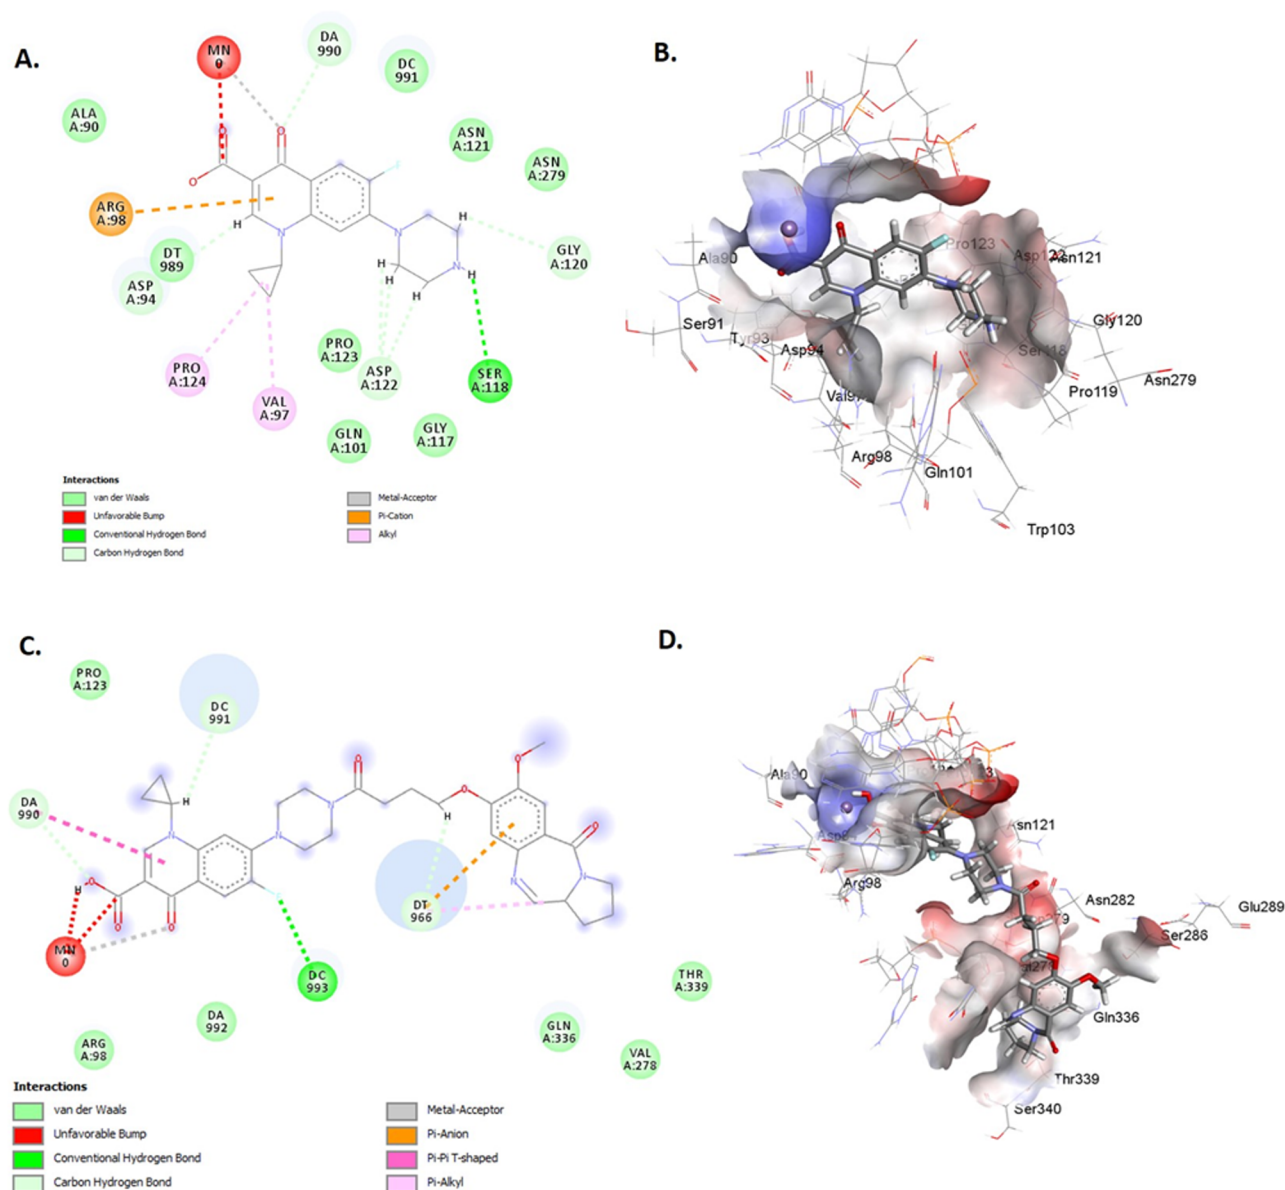 A.
MN
0
DA
990
DC
991
ALA
A:90
ASN
A:121
ASN
A:279
ARG
A:98
DT
989
ASP
A:94
GLY
A:120
PRO
A:124
VAL
A:97
PRO
A:123
ASP
A:122
SER
A:118
GLN
A:101
GLY
A:117
O
O
O
H
N
N
H
H
H
H
N
H
Interactions
van der Waals
Unfavorable Bump
Conventional Hydrogen Bond
Carbon Hydrogen Bond
Metal-Acceptor
Pi-Cation
Alkyl
B.
Ala90
Pro123
Asp122
Asn121
Ser91
Tyr93
Asp94
Gly120
Ser118
Pro119
Asn279
Val97
Arg98
Gln101
Trp103
C.
PRO
A:123
DC
991
DA
990
MN
0
ARG
A:98
DA
992
DC
993
DT
966
GLN
A:336
THR
A:339
VAL
A:278
H
N
H
O
O
O
N
N
O
O
H
O
O
N
N
Interactions
van der Waals
Unfavorable Bump
Conventional Hydrogen Bond
Carbon Hydrogen Bond
Metal-Acceptor
Pi-Anion
Pi-Pi T-shaped
Pi-Alkyl
D.
Ala90
Arg98
Asn282
Ser286
Glu289
Gln336
Thr339
Ser340